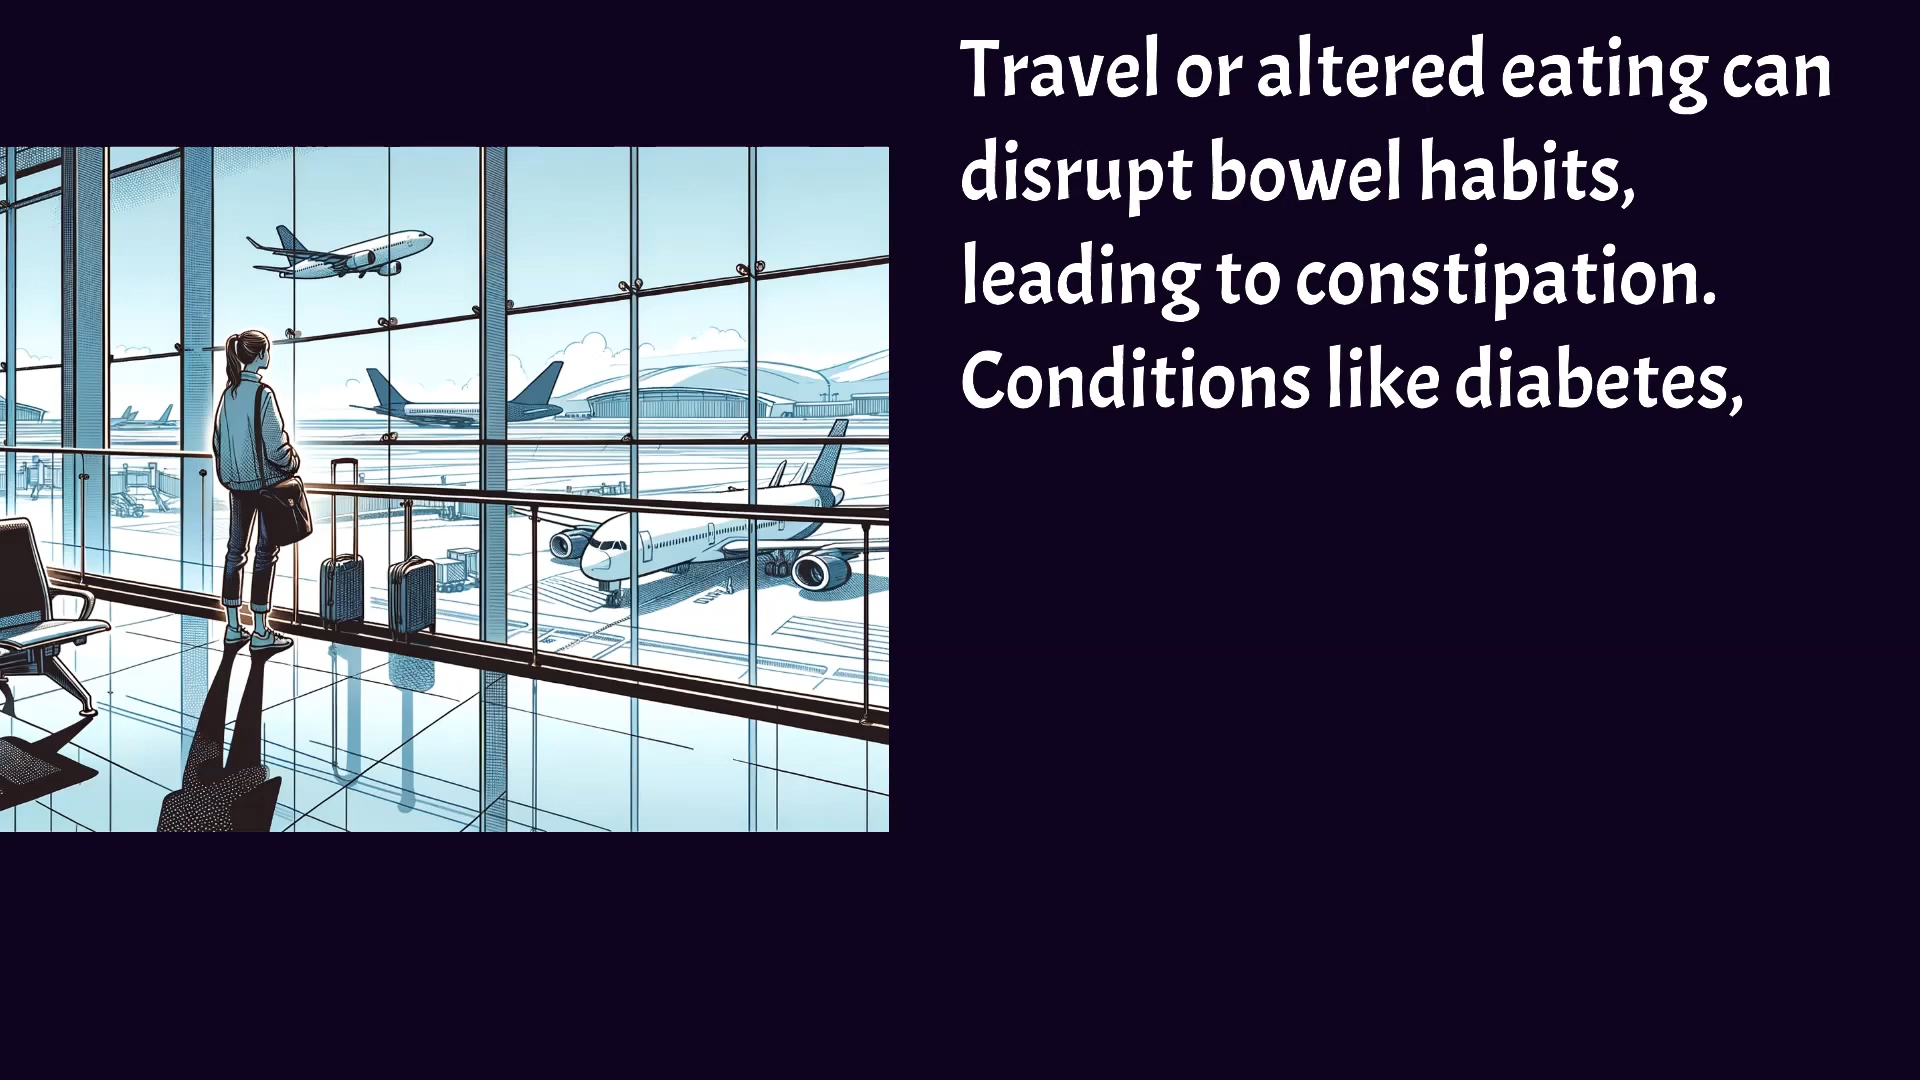 Travel or altered eating can
disrupt bowel habits,
leading to constipation.
Conditions like diabetes,